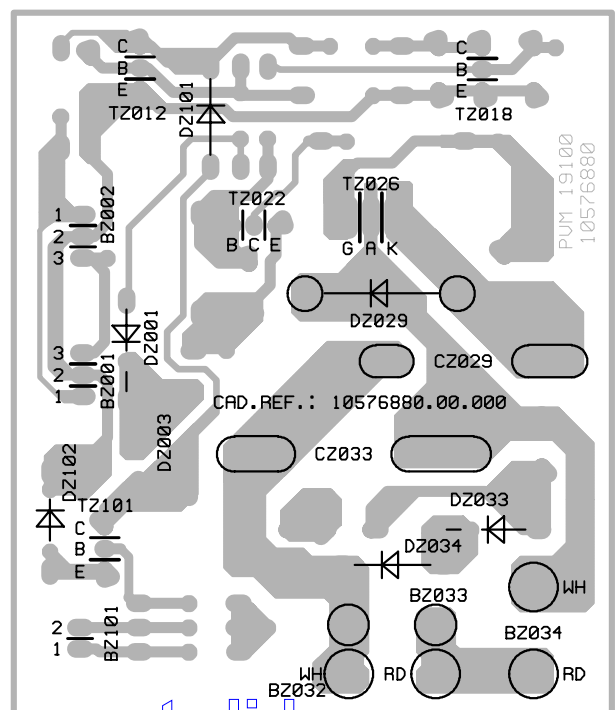 C
B
E
TZ012
DZ101
C
B
E
TZ018
PVM 19100
10576880
1
2
3
BZ002
TZ022
B C E
TZ026
G A K
DZ029
DZ001
3
2
1
BZ001
CZ029
CAD.REF.: 10576880.00.000
DZ003
DZ102
CZ033
TZ101
C
B
E
DZ033
DZ034
WH
BZ033
2
1
BZ101
BZ034
WH
RD
RD
BZ032